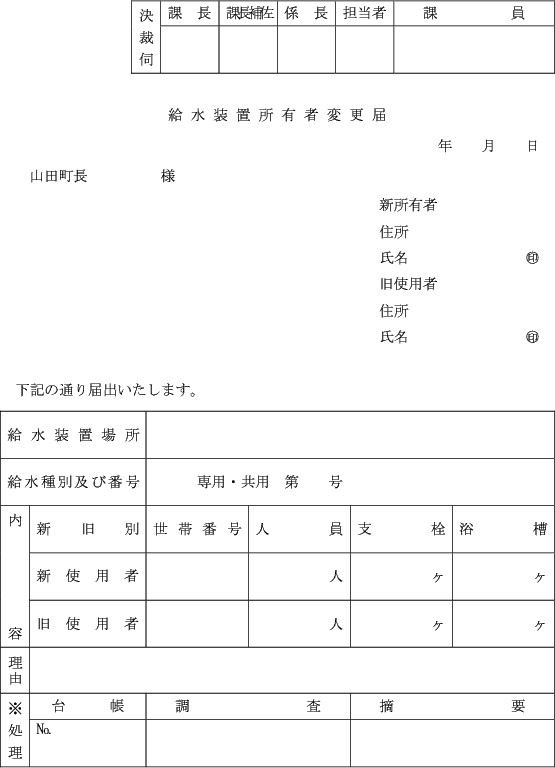 決裁伺 課長 課長補佐 係長 担当者 課員
給水装置所有者変更届
年 月 日
山田町長 様
新所有者
住所
氏名 ㊞
旧使用者
住所
氏名 ㊞
下記の通り届出いたします。
給水装置場所
給水種別及び番号 専用・共用 第 号
内容 新旧別 世帯番号 人員 支栓 浴槽
新使用者 人 ヶ ヶ
旧使用者 人 ヶ ヶ
理由
※処理 台帳 調査 摘要
№